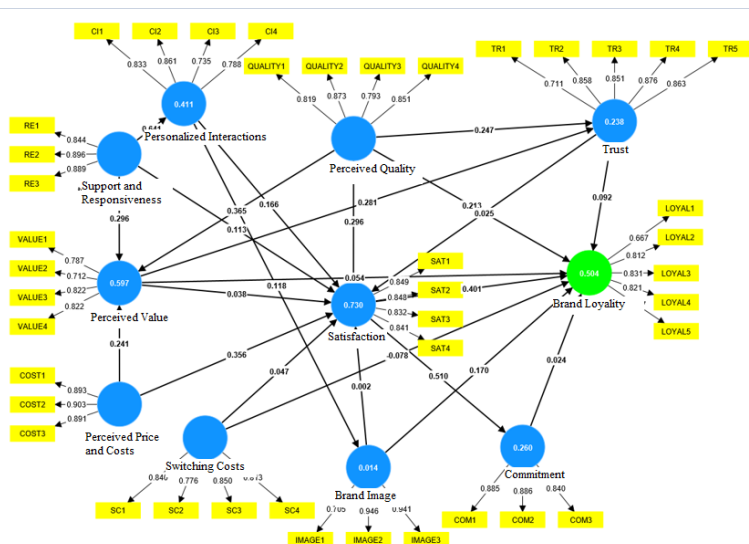 CI1
CI2
CI3
CI4
0.833
0.861
0.735
0.788
QUALITY1
QUALITY2
QUALITY3
QUALITY4
0.819
0.873
0.793
0.851
TR1
TR2
TR3
TR4
TR5
0.711
0.858
0.851
0.876
0.863
0.411
Personalized Interactions
RE1
RE2
RE3
0.844
0.896
0.889
Support and
Responsiveness
Perceived Quality
0.247
0.238
Trust
0.296
0.365
0.166
0.113
0.296
0.281
0.213
0.025
0.092
VALUE1
VALUE2
VALUE3
VALUE4
0.787
0.712
0.822
0.822
0.597
Perceived Value
0.118
0.054
0.038
0.730
Satisfaction
SAT1
SAT2
SAT3
SAT4
0.849
0.848
0.832
0.841
0.401
0.504
Brand Loyality
LOYAL1
LOYAL2
LOYAL3
LOYAL4
LOYAL5
0.667
0.812
0.831
0.821
0.241
0.356
0.047
0.002
-0.078
0.510
0.170
0.024
COST1
COST2
COST3
0.893
0.903
0.891
Perceived Price
and Costs
Switching Costs
0.776
0.850
SC1
SC2
SC3
SC4
0.014
Brand Image
0.946
0.941
IMAGE1
IMAGE2
IMAGE3
0.260
Commitment
0.885
0.886
0.840
COM1
COM2
COM3